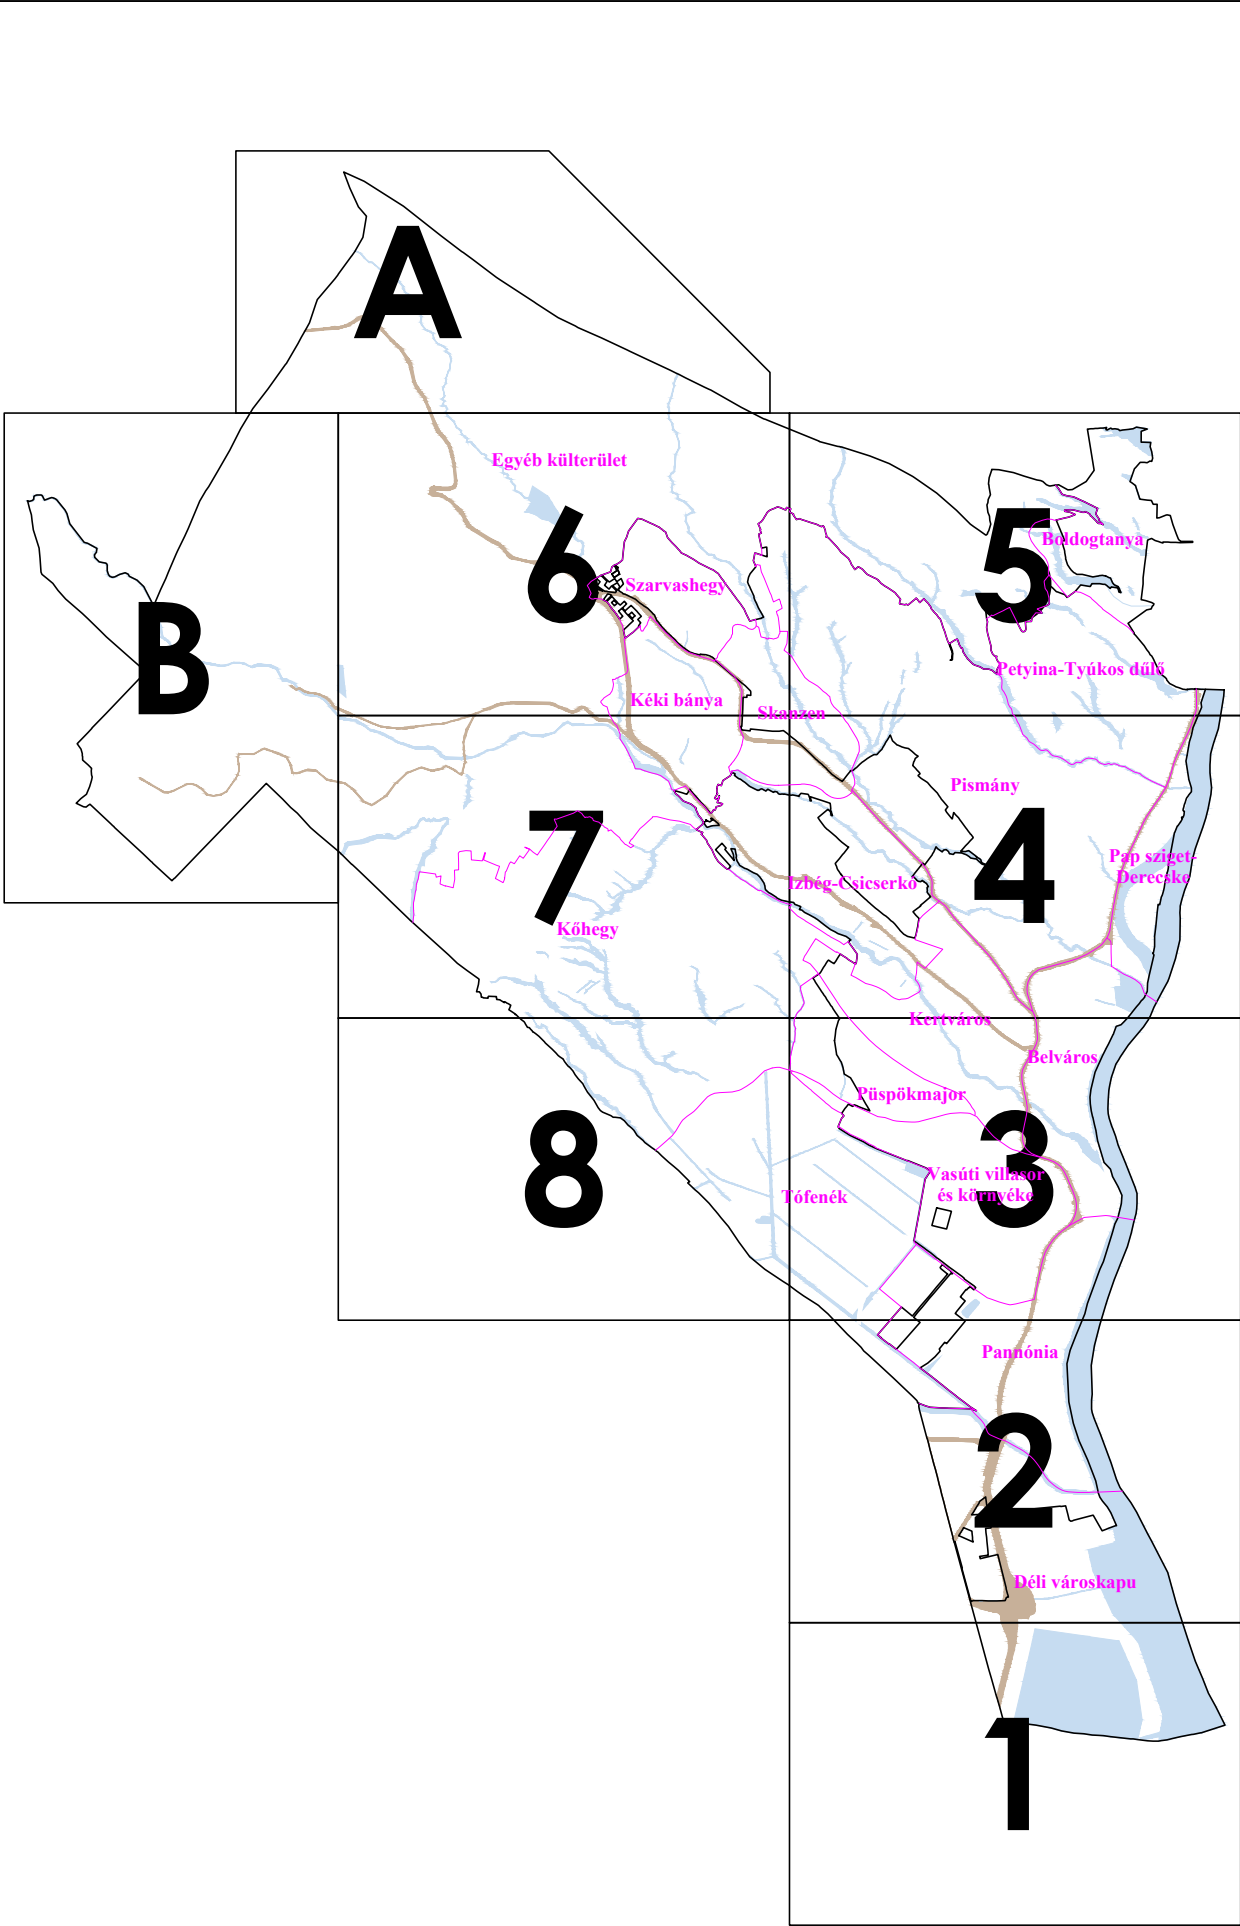 A
Egyéb külterület
6
5
Boldogtanya
Szarvashegy
B
Petyina-Tyúkos dűlő
Kéki bánya
Skanzen
Pismány
7
4
Pap sziget-
Derecske
Izbég-Csicserkó
Kőhegy
Kertváros
Belváros
Püspökmajor
8
3
Vasúti villasor
és környéke
Tófenék
Pannónia
2
Déli városkapu
1